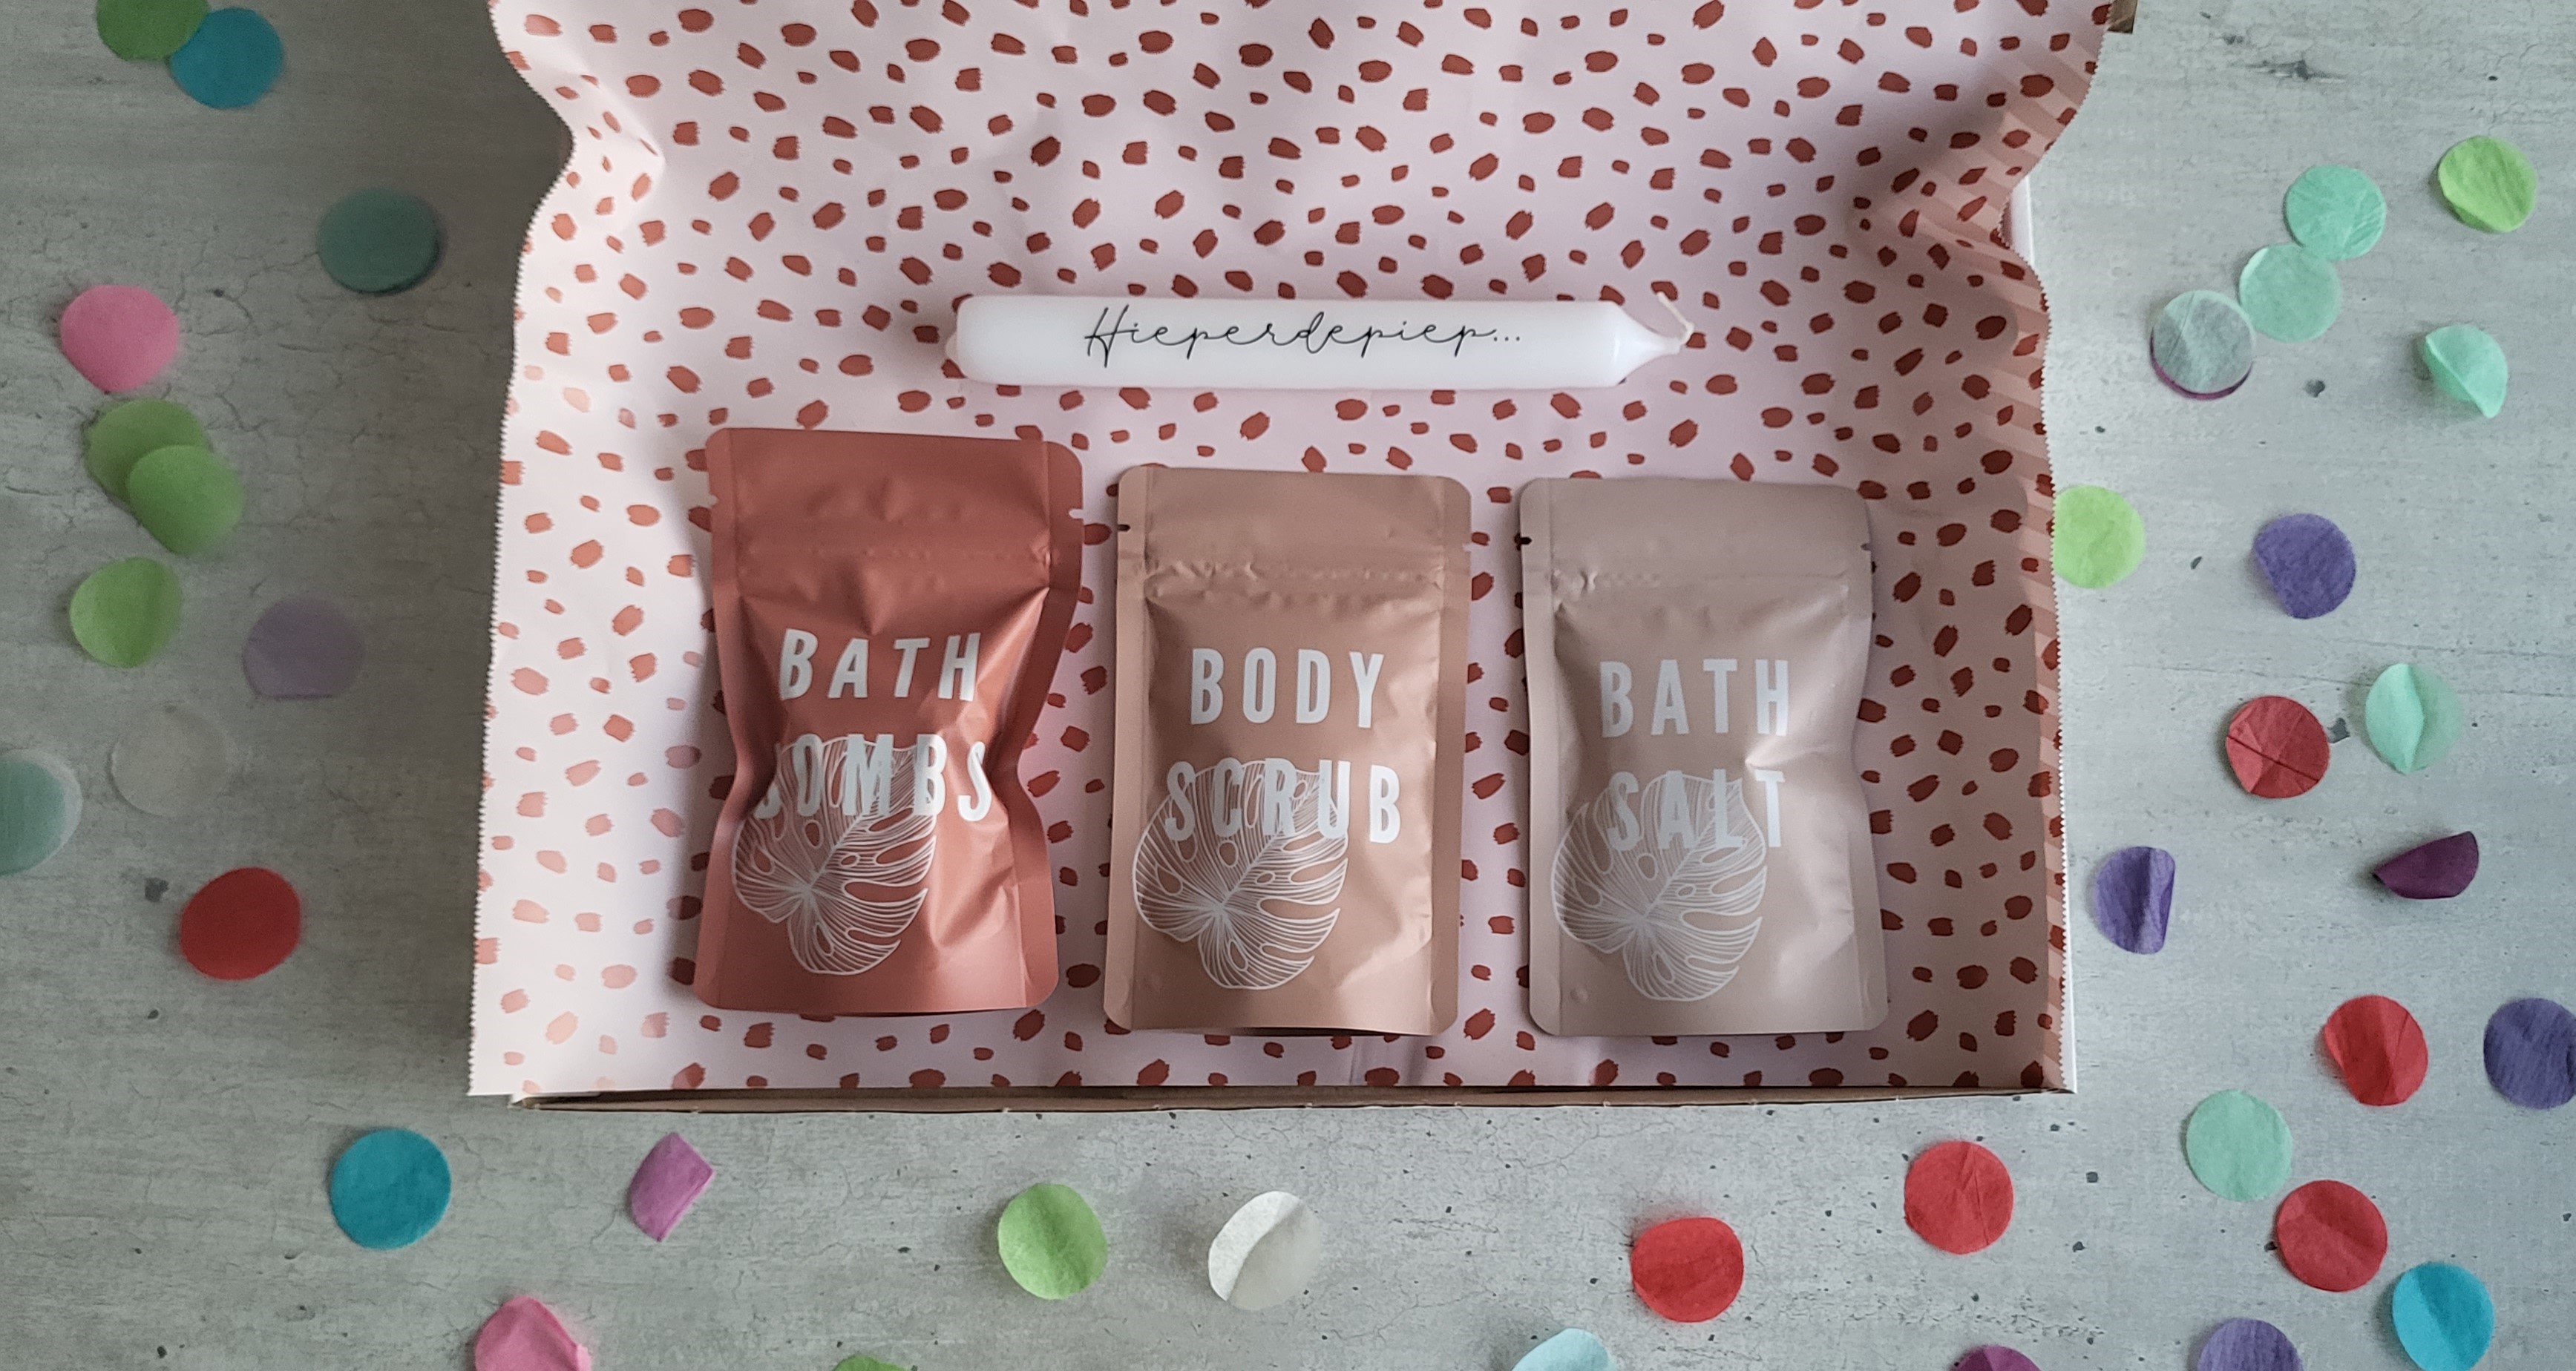 Hieperdepiep...
BATH
BOMBS
BODY
SCRUB
BATH
SALT